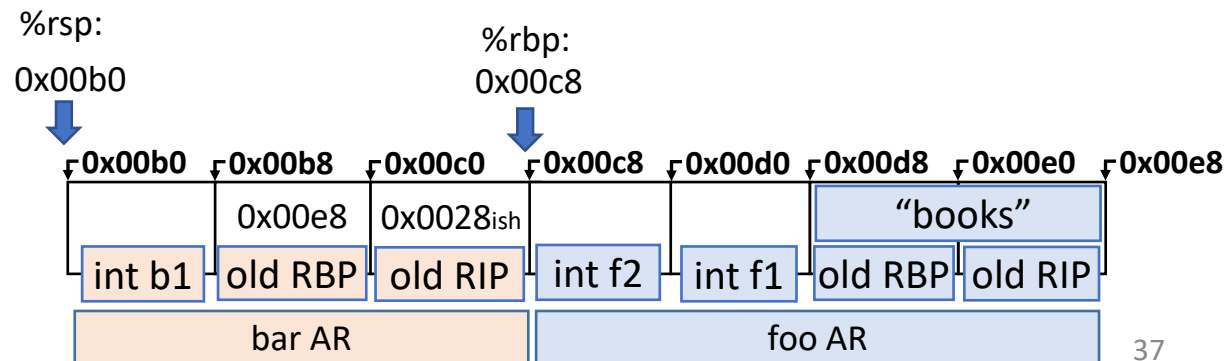 %rsp:
0x00b0
%rbp:
0x00c8
0x00b0 0x00b8 0x00c0 0x00c8 0x00d0 0x00d8 0x00e0 0x00e8
0x00e8 0x0028ish “books”
int b1 old RBP old RIP int f2 int f1 old RBP old RIP
bar AR foo AR
37